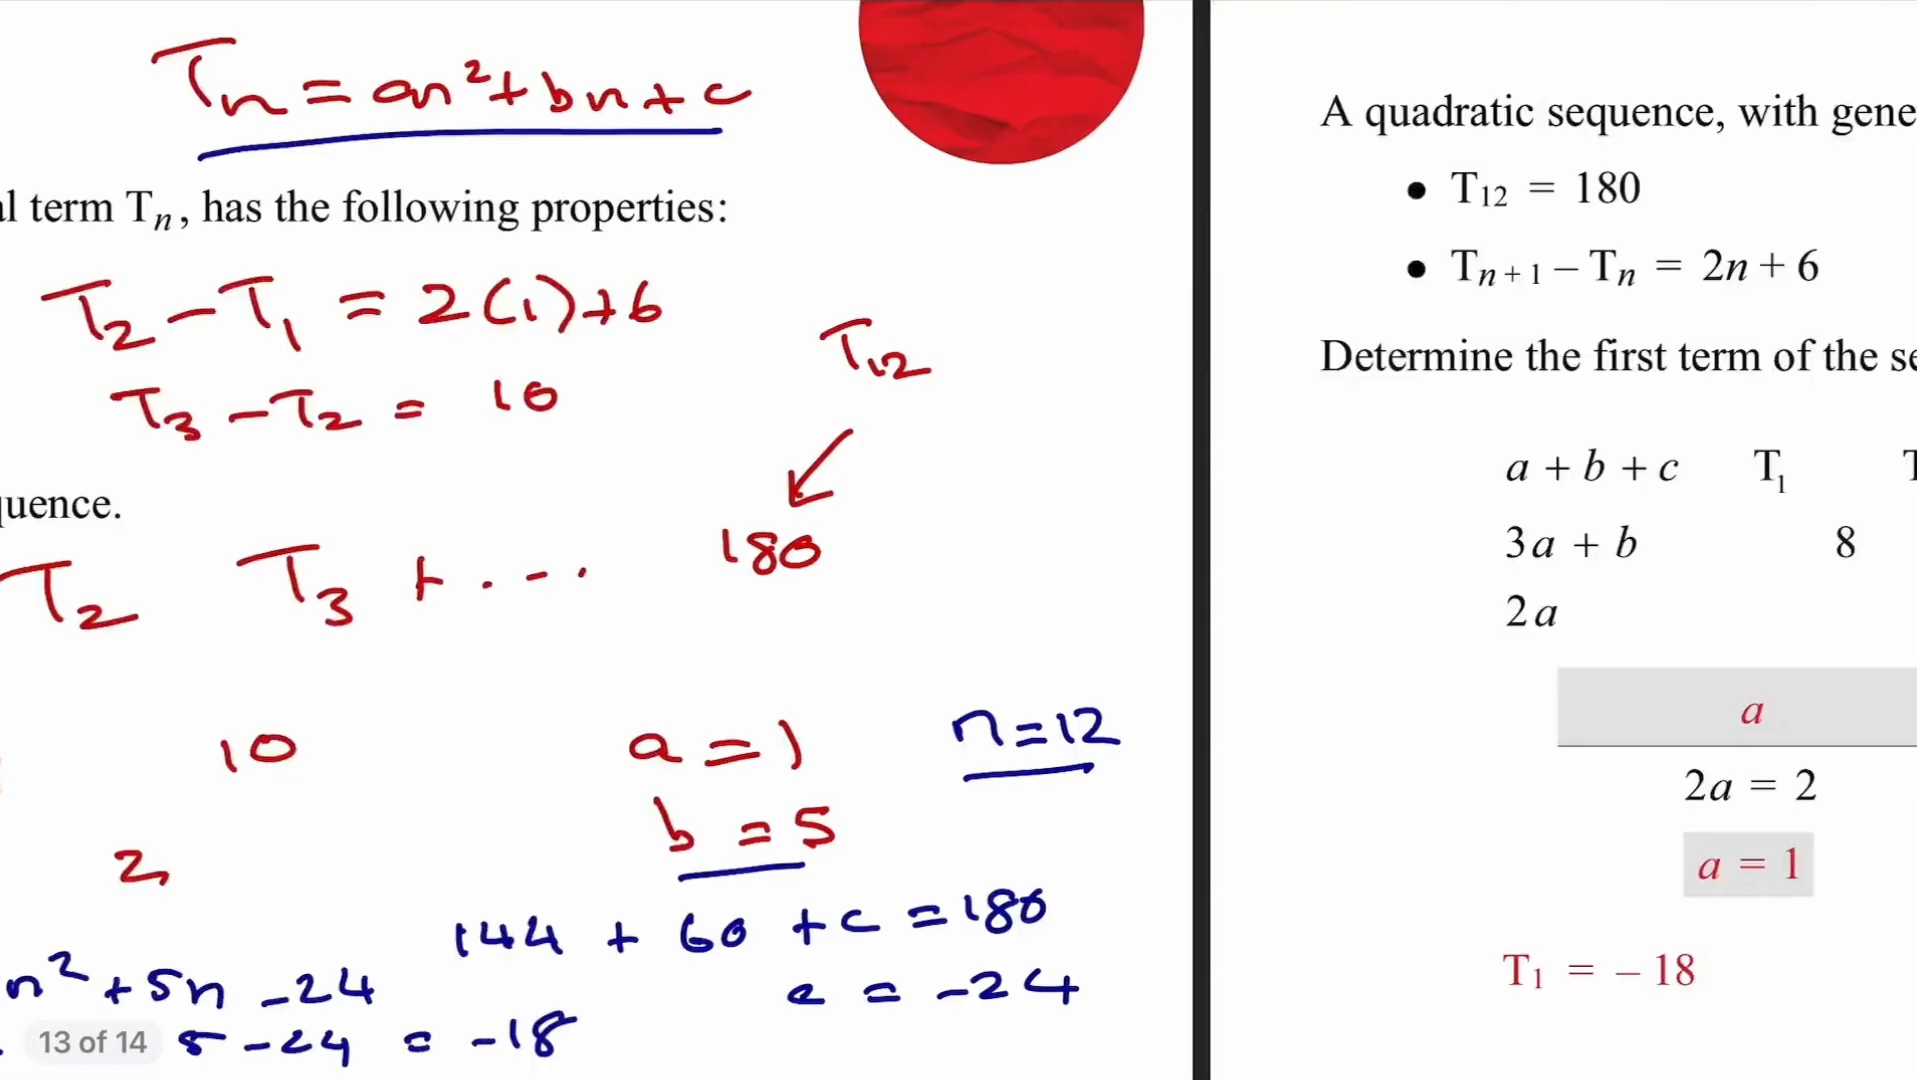 Tn = an² + bn + c
al term Tn, has the following properties:
T2 − T1 = 2(1)+6
T3 − T2 = 10
T12
180
quence.
T2 T3 + . - .
10
2
a = 1
b = 5
n=12
144 + 60 + c = 180
n² + 5n − 24
c = −24
5 − 24 = −18
13 of 14
A quadratic sequence, with gene
• T12 = 180
• Tn + 1 – Tn = 2n + 6
Determine the first term of the se
a + b + c T1 T
3a + b 8
2a
a
2a = 2
a = 1
T1 = – 18